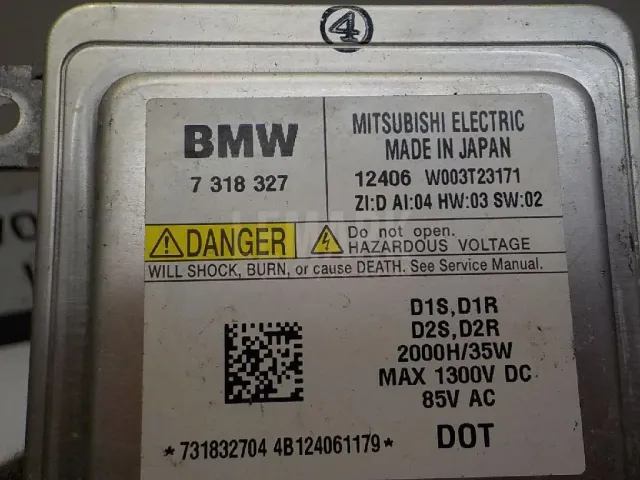 4
BMW
7 318 327
MITSUBISHI ELECTRIC
MADE IN JAPAN
12406 W003T23171
ZI:D AI:04 HW:03 SW:02
DANGER
Do not open.
HAZARDOUS VOLTAGE
WILL SHOCK, BURN, or cause DEATH. See Service Manual.
D1S,D1R
D2S,D2R
2000H/35W
MAX 1300V DC
85V AC
*731832704 4B124061179*
DOT